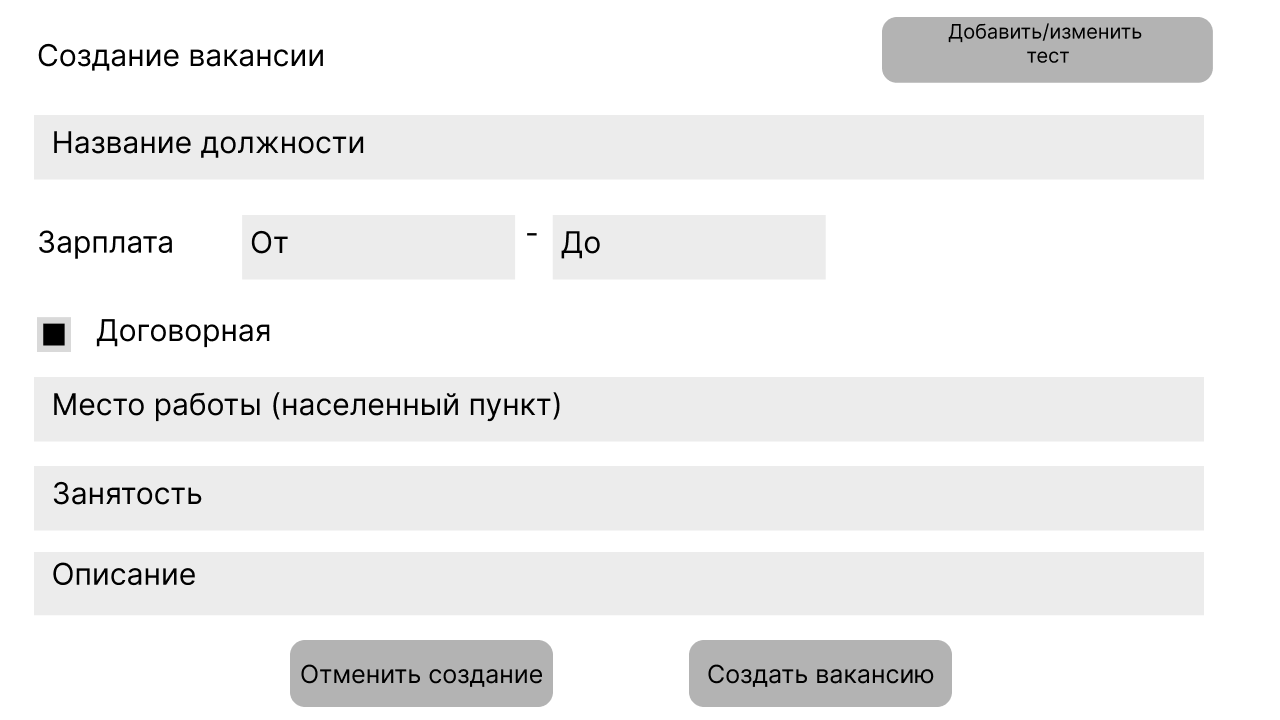 Создание вакансии
Добавить/изменить
тест
Название должности
Зарплата От - До
Договорная
Место работы (населенный пункт)
Занятость
Описание
Отменить создание
Создать вакансию